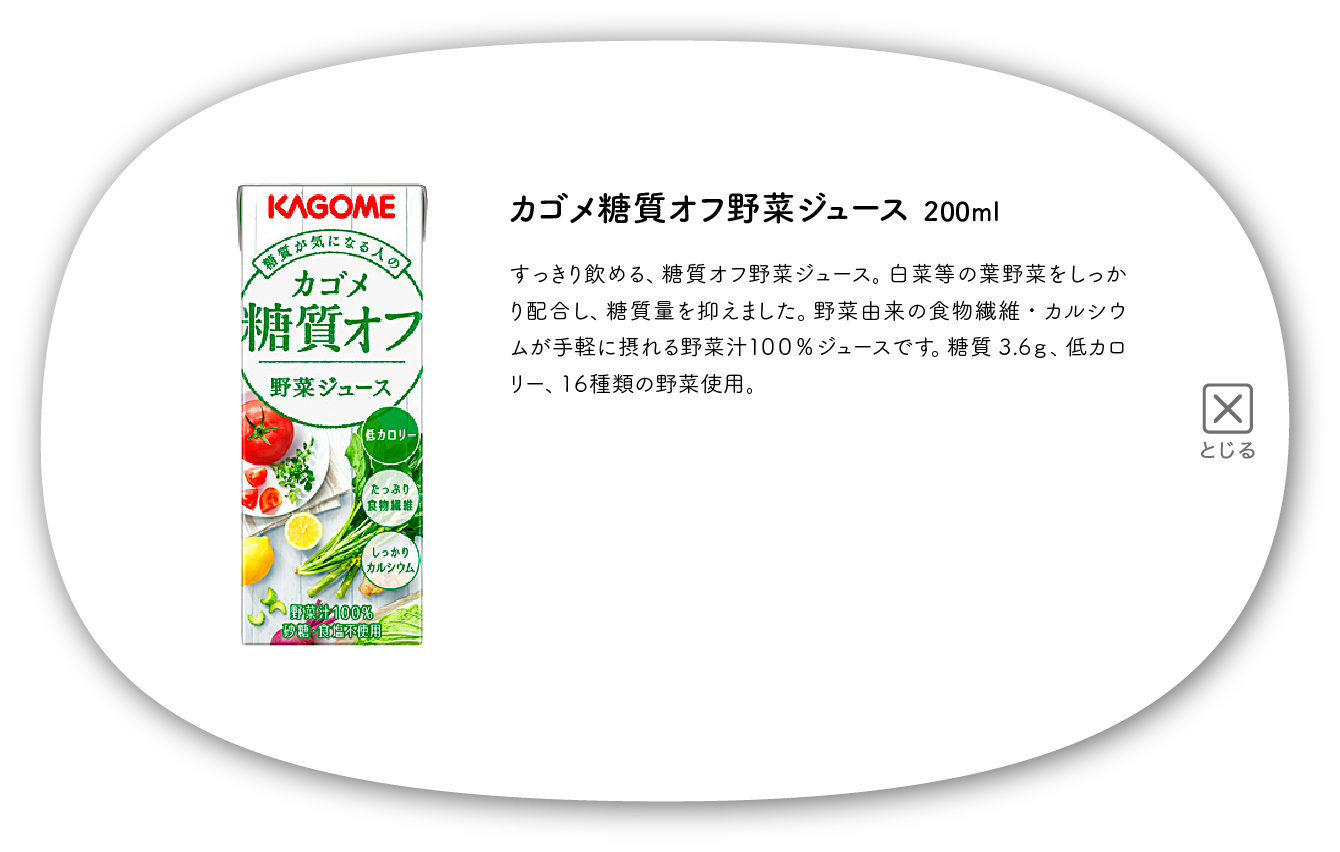 KAGOME
糖質が気になる人の
カゴメ
糖質オフ
野菜ジュース
低カロリー
たっぷり
食物繊維
しっかり
カルシウム
野菜汁100%
砂糖・食塩不使用
カゴメ糖質オフ野菜ジュース 200ml
すっきり飲める、糖質オフ野菜ジュース。白菜等の葉野菜をしっか
り配合し、糖質量を抑えました。野菜由来の食物繊維・カルシウ
ムが手軽に摂れる野菜汁100%ジュースです。糖質 3.6g、低カロ
リー、16種類の野菜使用。
とじる